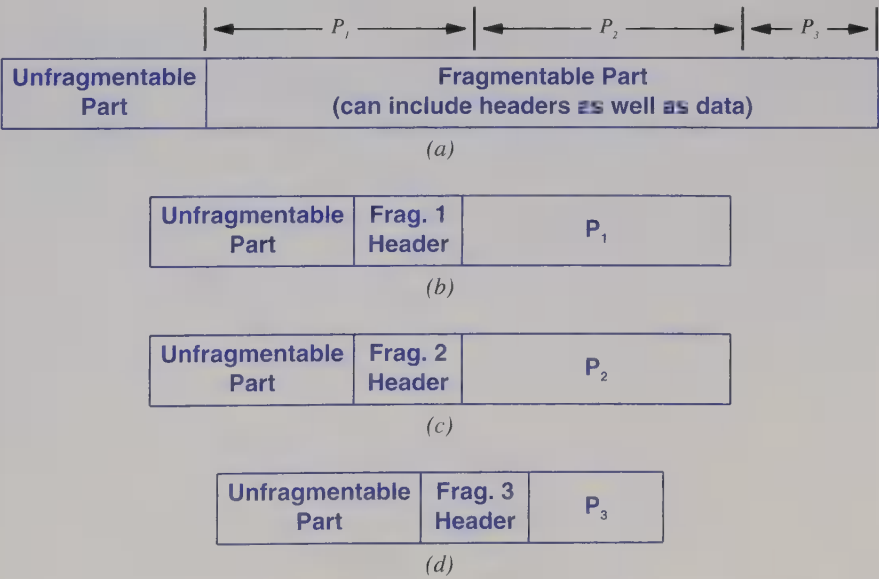 P₁ P₂ P₃
Unfragmentable Part
Fragmentable Part
(can include headers as well as data)
(a)
Unfragmentable Part
Frag. 1 Header
P₁
(b)
Unfragmentable Part
Frag. 2 Header
P₂
(c)
Unfragmentable Part
Frag. 3 Header
P₃
(d)